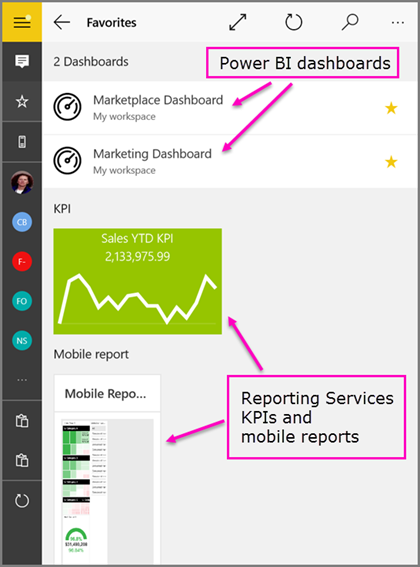 Favorites
2 Dashboards
Power BI dashboards
Marketplace Dashboard
My workspace
Marketing Dashboard
My workspace
KPI
Sales YTD KPI
2,133,975.99
CB
F-
FO
NS
Mobile report
Mobile Repo...
Reporting Services
KPIs and
mobile reports